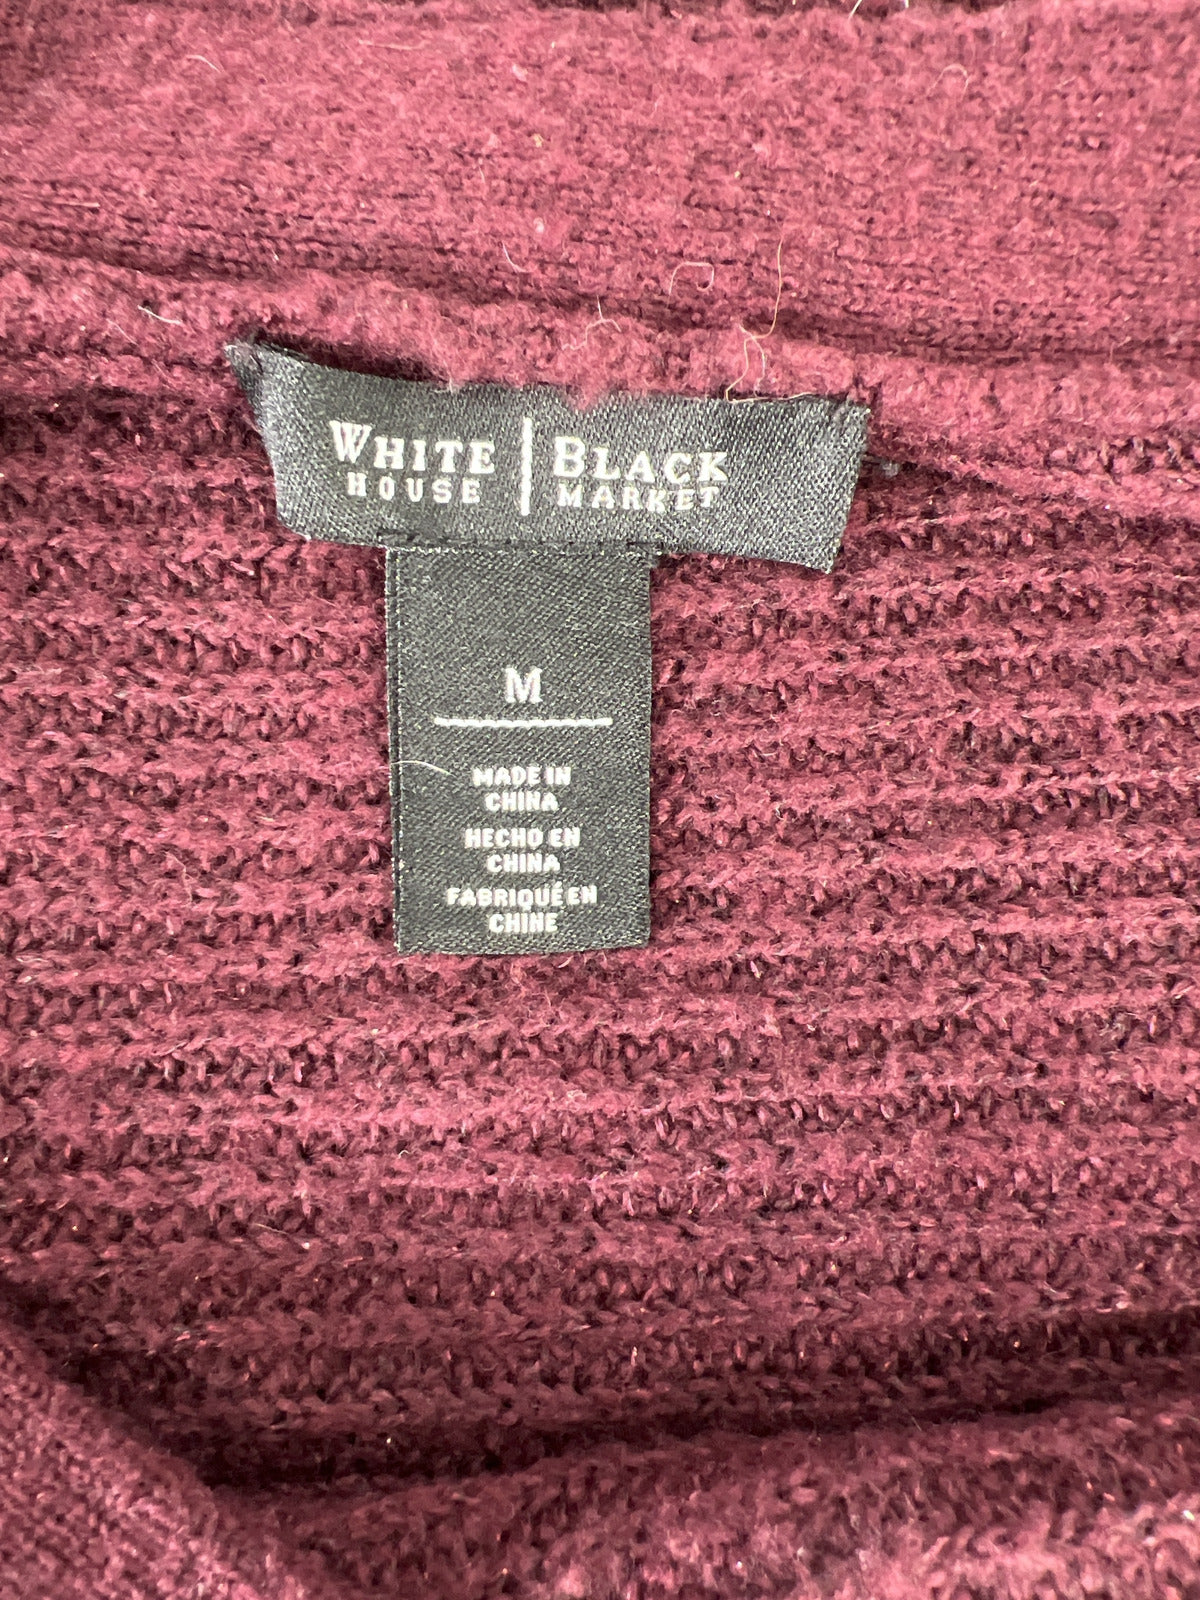 WHITE | BLACK
HOUSE | MARKET
M
MADE IN
CHINA
HECHO EN
CHINA
FABRIQUÉ EN
CHINE